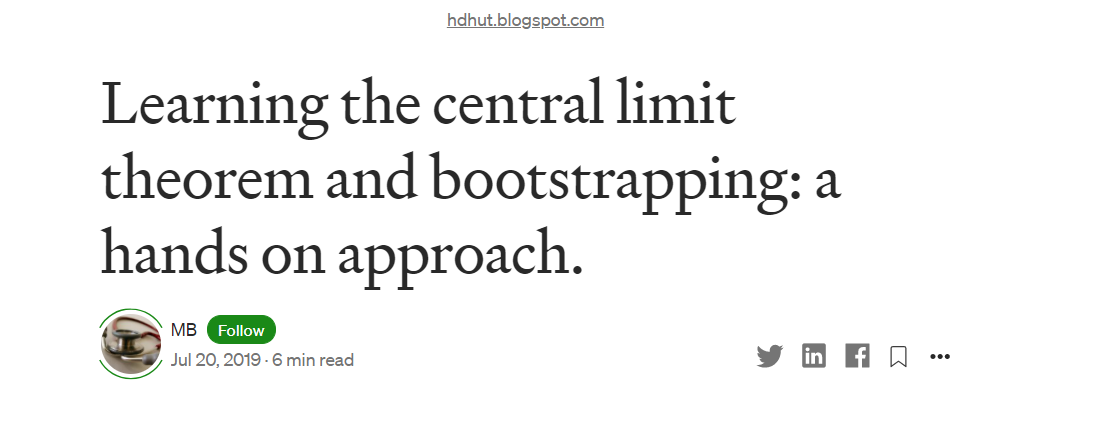 hdhut.blogspot.com
Learning the central limit
theorem and bootstrapping: a
hands on approach.
MB Follow
Jul 20, 2019 · 6 min read